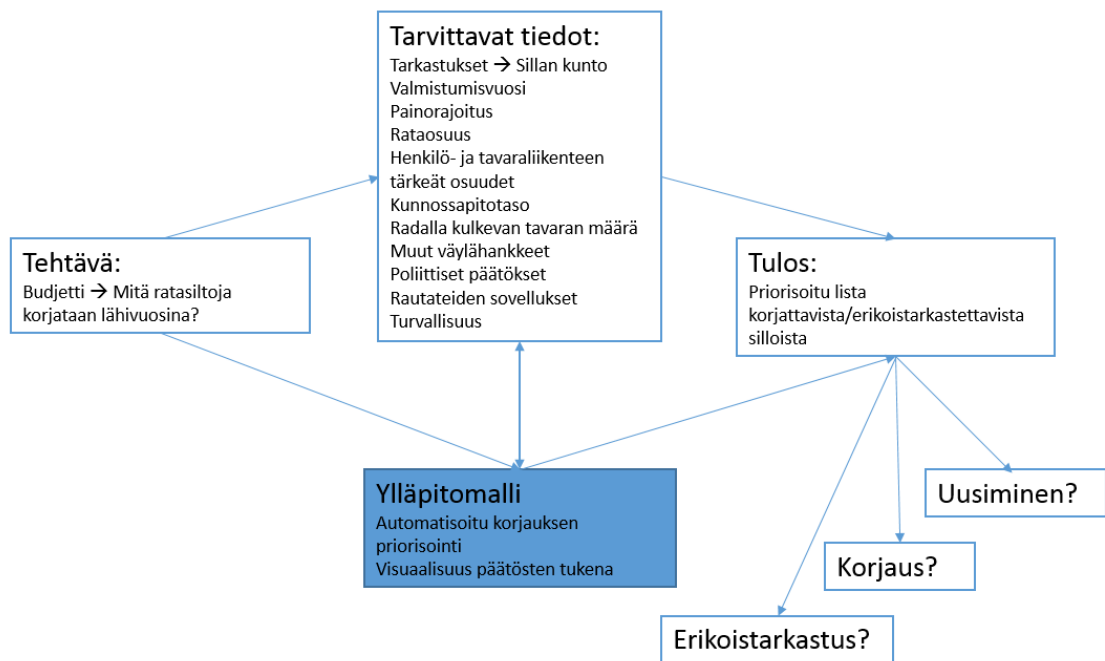 Tarvittavat tiedot:
Tarkastukset → Sillan kunto
Valmistumisvuosi
Painorajoitus
Rataosuus
Henkilö- ja tavaraliikenteen
tärkeät osuudet
Kunnossapitotaso
Radalla kulkevan tavaran määrä
Muut väylähankkeet
Poliittiset päätökset
Rautateiden sovellukset
Turvallisuus
Tehtävä:
Budjetti → Mitä ratasiltoja
korjataan lähivuosina?
Tulos:
Priorisoitu lista
korjattavista/erikoistarkastettavista
silloista
Ylläpitomalli
Automatisoitu korjauksen
priorisointi
Visuaalisuus päätösten tukena
Uusiminen?
Korjaus?
Erikoistarkastus?